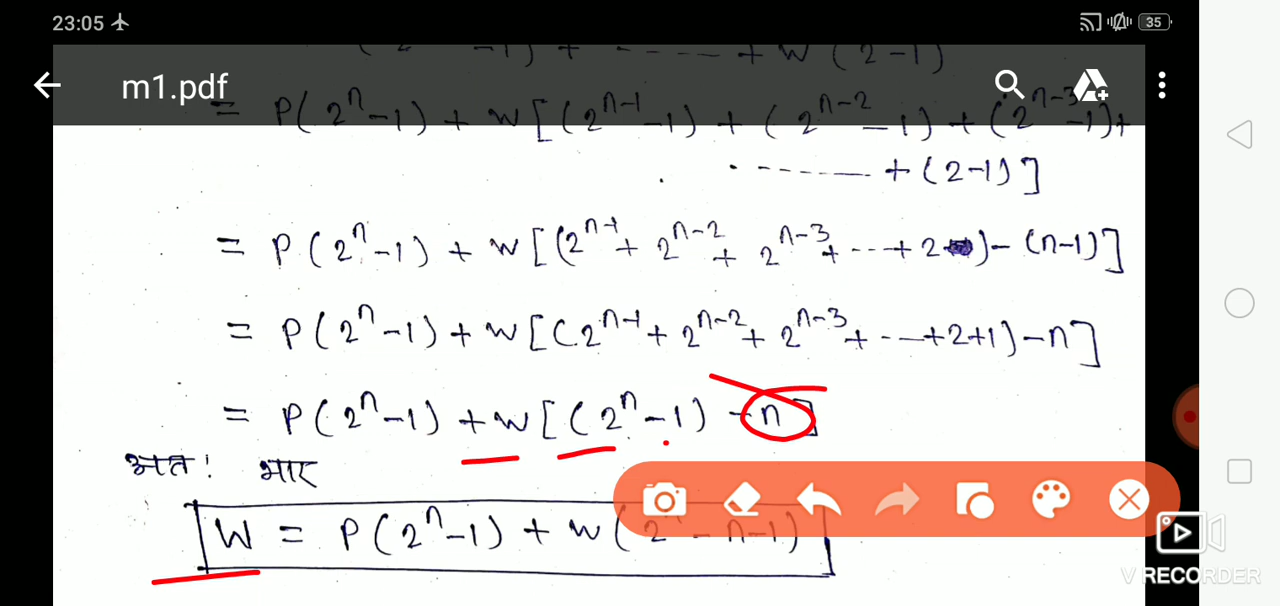 23:05 35
m1.pdf
= P(2ⁿ-1) + W[(2ⁿ⁻¹-1) + (2ⁿ⁻²-1) + (2ⁿ⁻³-1)+
. ------- + (2-1)]
= P(2ⁿ-1) + W[(2ⁿ⁻¹+ 2ⁿ⁻²+ 2ⁿ⁻³+ ---+ 2)- (n-1)]
= P(2ⁿ-1) + W[(2ⁿ⁻¹+ 2ⁿ⁻²+ 2ⁿ⁻³+ ---+2+1)-n]
= P(2ⁿ-1) +W[(2ⁿ-1) -n]
अत: भार
W = P(2ⁿ-1) + W(2ⁿ-n-1)
V RECORDER